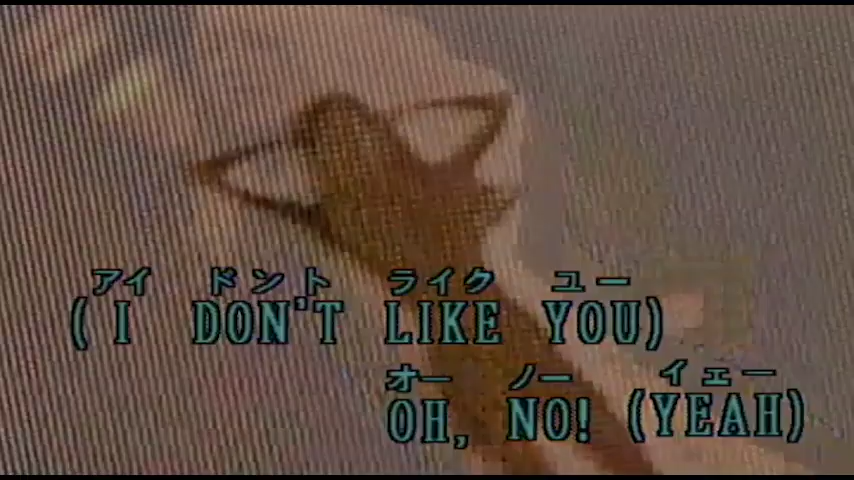 アイ ドント ライク ユー
(I DON'T LIKE YOU)
オー ノー イェー
OH, NO! (YEAH)